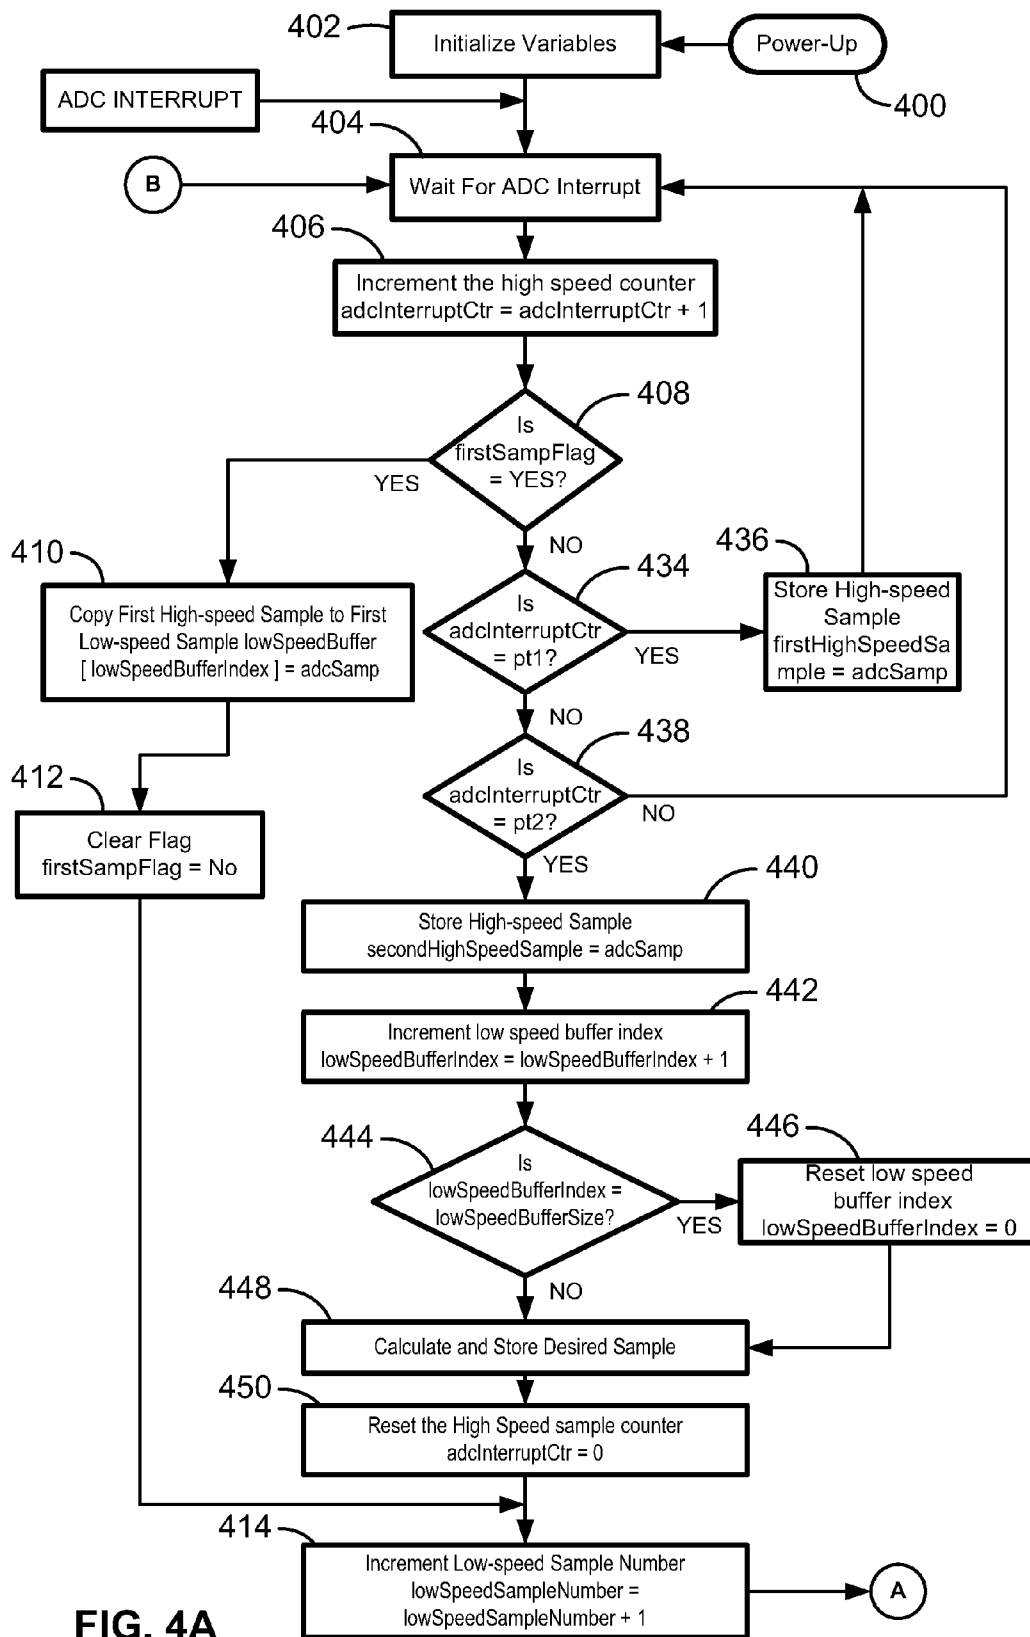 402
Initialize Variables
Power-Up
400
ADC INTERRUPT
404
B
Wait For ADC Interrupt
406
Increment the high speed counter
adcInterruptCtr = adcInterruptCtr + 1
408
Is
firstSampFlag
= YES?
YES
NO
410
Copy First High-speed Sample to First
Low-speed Sample lowSpeedBuffer
[ lowSpeedBufferIndex ] = adcSamp
434
Is
adcInterruptCtr
= pt1?
YES
NO
436
Store High-speed
Sample
firstHighSpeedSa
mple = adcSamp
412
Clear Flag
firstSampFlag = No
438
Is
adcInterruptCtr
= pt2?
NO
YES
440
Store High-speed Sample
secondHighSpeedSample = adcSamp
442
Increment low speed buffer index
lowSpeedBufferIndex = lowSpeedBufferIndex + 1
444
Is
lowSpeedBufferIndex =
lowSpeedBufferSize?
YES
NO
446
Reset low speed
buffer index
lowSpeedBufferIndex = 0
448
Calculate and Store Desired Sample
450
Reset the High Speed sample counter
adcInterruptCtr = 0
414
Increment Low-speed Sample Number
lowSpeedSampleNumber =
lowSpeedSampleNumber + 1
A
FIG. 4A